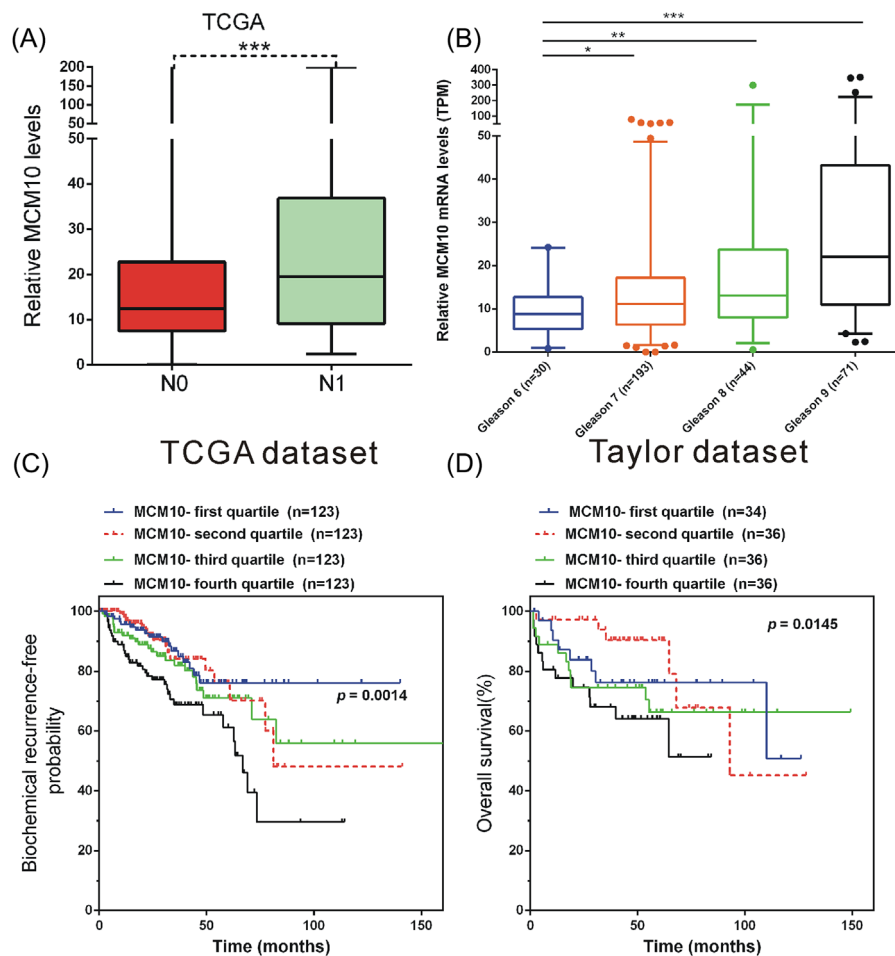 (A)
TCGA
***
Relative MCM10 levels
200
150
100
50
50
40
30
20
10
0
N0
N1
(B)
***
**
*
Relative MCM10 mRNA levels (TPM)
400
300
200
100
50
50
40
30
20
10
0
Gleason 6 (n=30)
Gleason 7 (n=193)
Gleason 8 (n=44)
Gleason 9 (n=71)
(C)
TCGA dataset
MCM10- first quartile (n=123)
MCM10- second quartile (n=123)
MCM10- third quartile (n=123)
MCM10- fourth quartile (n=123)
p = 0.0014
Biochemical recurrence-free
probability
100
80
60
40
20
0
0
50
100
150
Time (months)
(D)
Taylor dataset
MCM10- first quartile (n=34)
MCM10- second quartile (n=36)
MCM10- third quartile (n=36)
MCM10- fourth quartile (n=36)
p = 0.0145
Overall survival(%)
100
80
60
40
20
0
0
50
100
150
Time (months)